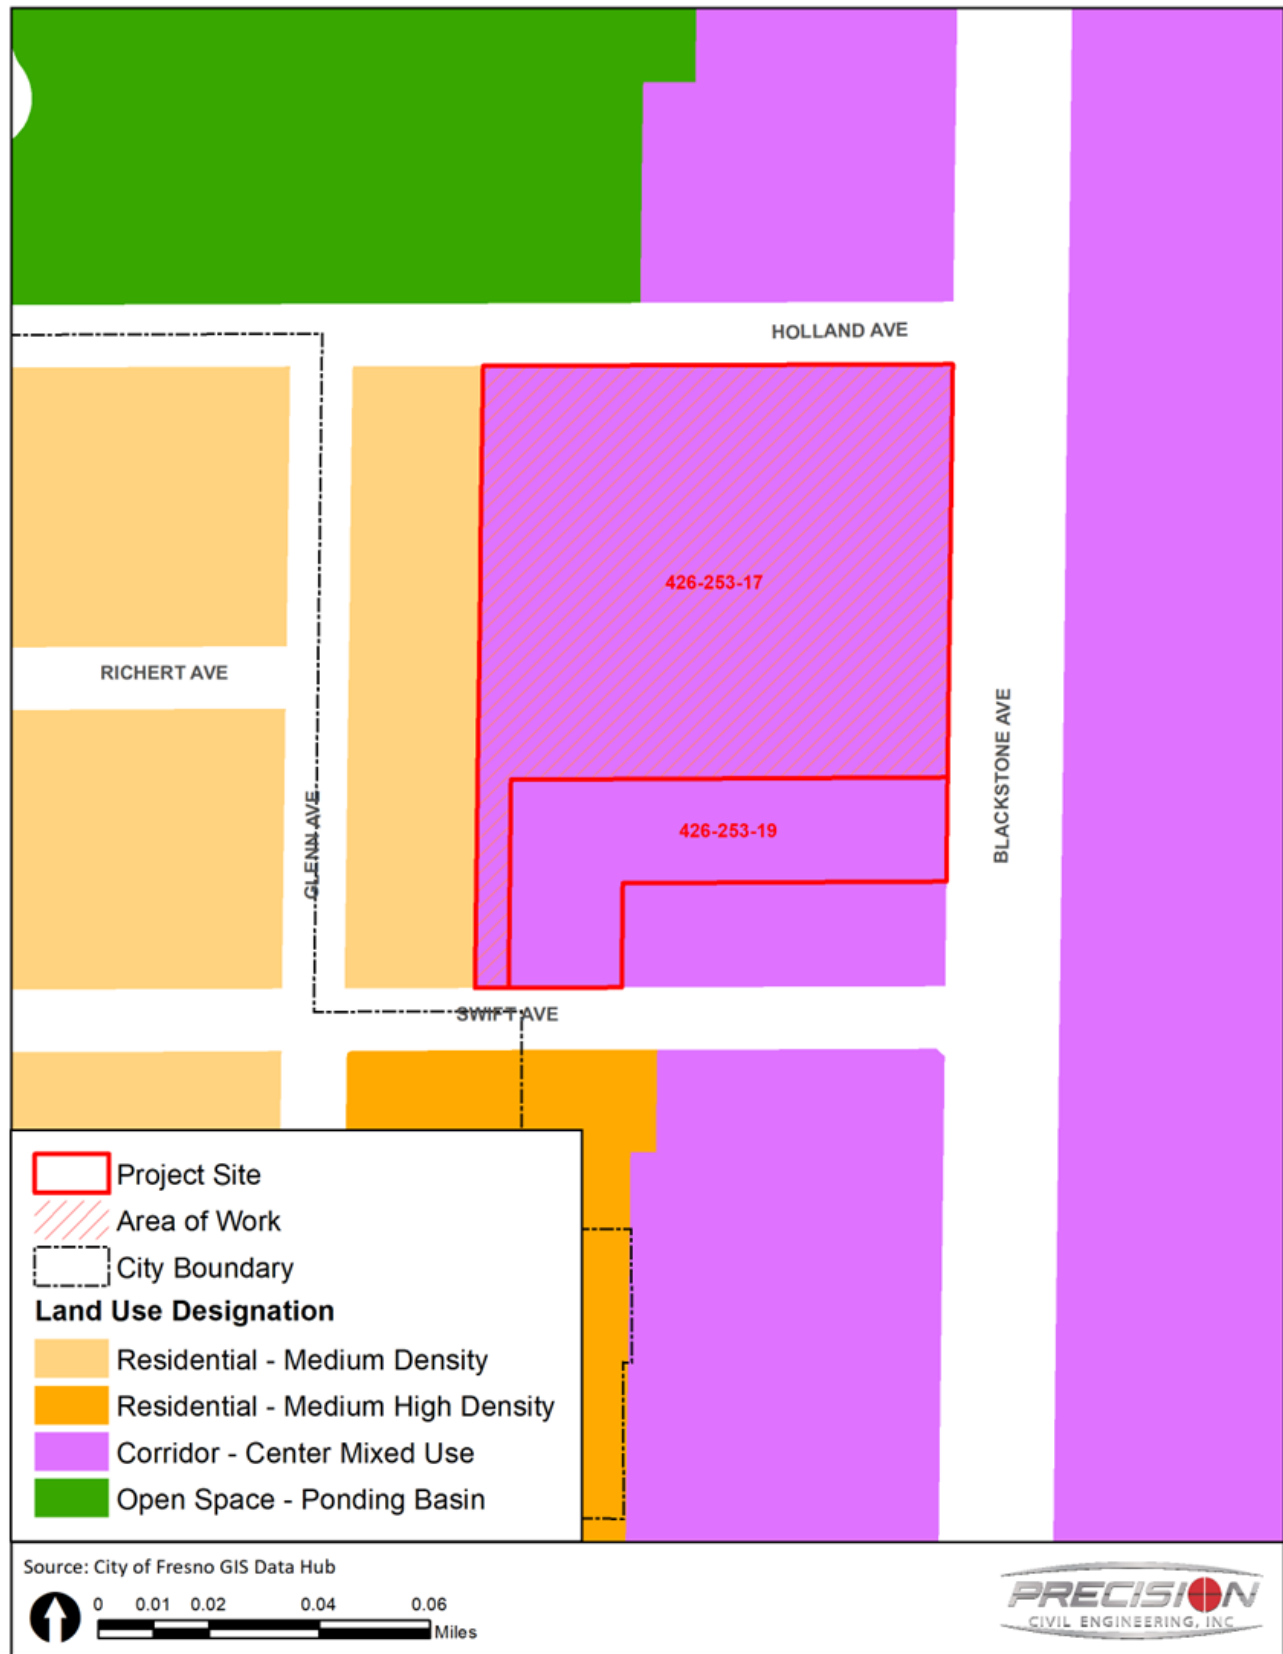 HOLLAND AVE
426-253-17
RICHERT AVE
BLACKSTONE AVE
GLENN AVE
426-253-19
SWIFT AVE
Project Site
Area of Work
City Boundary
Land Use Designation
Residential - Medium Density
Residential - Medium High Density
Corridor - Center Mixed Use
Open Space - Ponding Basin
Source: City of Fresno GIS Data Hub
0 0.01 0.02 0.04 0.06
Miles
PRECISION
CIVIL ENGINEERING, INC